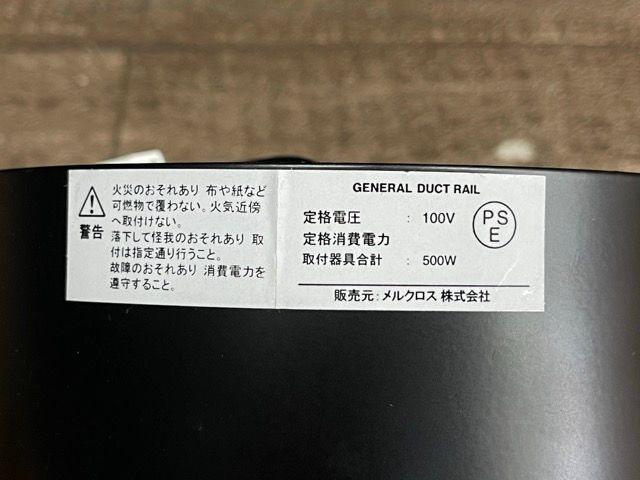 警告
火災のおそれあり 布や紙など
可燃物で覆わない。火気近傍
へ取付けない。
落下して怪我のおそれあり 取
付は指定通り行うこと。
故障のおそれあり 消費電力を
遵守すること。
GENERAL DUCT RAIL
定格電圧 : 100V
定格消費電力
取付器具合計 : 500W
PS
E
販売元:メルクロス 株式会社